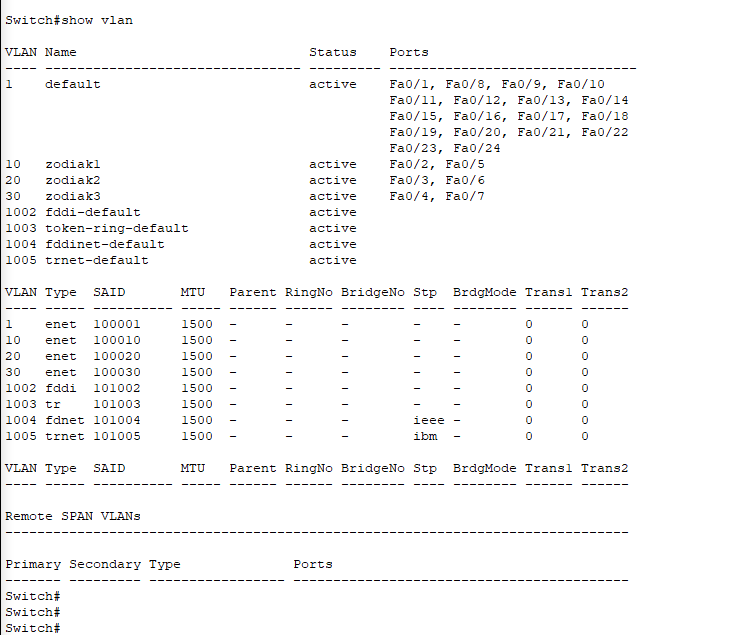 Switch#show vlan
VLAN Name                             Status    Ports
---- -------------------------------- --------- -------------------------------
1    default                          active    Fa0/1, Fa0/8, Fa0/9, Fa0/10
                                                Fa0/11, Fa0/12, Fa0/13, Fa0/14
                                                Fa0/15, Fa0/16, Fa0/17, Fa0/18
                                                Fa0/19, Fa0/20, Fa0/21, Fa0/22
                                                Fa0/23, Fa0/24
10   zodiak1                          active    Fa0/2, Fa0/5
20   zodiak2                          active    Fa0/3, Fa0/6
30   zodiak3                          active    Fa0/4, Fa0/7
1002 fddi-default                     active
1003 token-ring-default               active
1004 fddinet-default                  active
1005 trnet-default                    active
VLAN Type  SAID       MTU   Parent RingNo BridgeNo Stp  BrdgMode Trans1 Trans2
---- ----- ---------- ----- ------ ------ -------- ---- -------- ------ ------
1    enet  100001     1500  -      -      -        -    -        0      0
10   enet  100010     1500  -      -      -        -    -        0      0
20   enet  100020     1500  -      -      -        -    -        0      0
30   enet  100030     1500  -      -      -        -    -        0      0
1002 fddi  101002     1500  -      -      -        -    -        0      0
1003 tr    101003     1500  -      -      -        -    -        0      0
1004 fdnet 101004     1500  -      -      -        ieee -        0      0
1005 trnet 101005     1500  -      -      -        ibm  -        0      0
VLAN Type  SAID       MTU   Parent RingNo BridgeNo Stp  BrdgMode Trans1 Trans2
---- ----- ---------- ----- ------ ------ -------- ---- -------- ------ ------
Remote SPAN VLANs
------------------------------------------------------------------------------
Primary Secondary Type              Ports
------- --------- ----------------- ------------------------------------------
Switch#
Switch#
Switch#